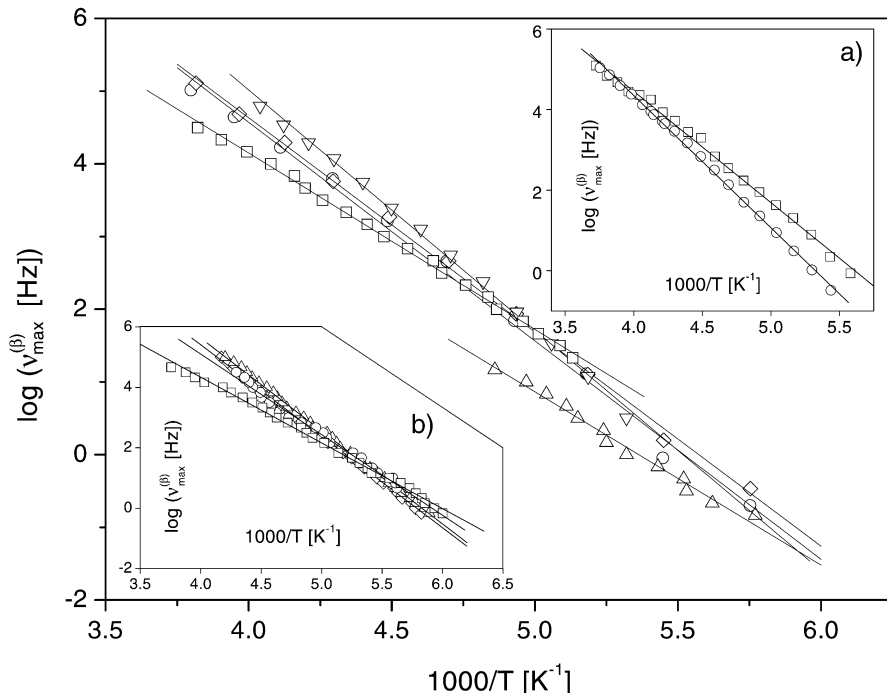 6
4
2
0
-2
3.5 4.0 4.5 5.0 5.5 6.0
1000/T [K⁻¹]
log (ν_max^(β) [Hz])
a)
6
4
2
0
3.5 4.0 4.5 5.0 5.5
1000/T [K⁻¹]
log (ν_max^(β) [Hz])
b)
6
4
2
0
-2
3.5 4.0 4.5 5.0 5.5 6.0 6.5
1000/T [K⁻¹]
log (ν_max^(β) [Hz])